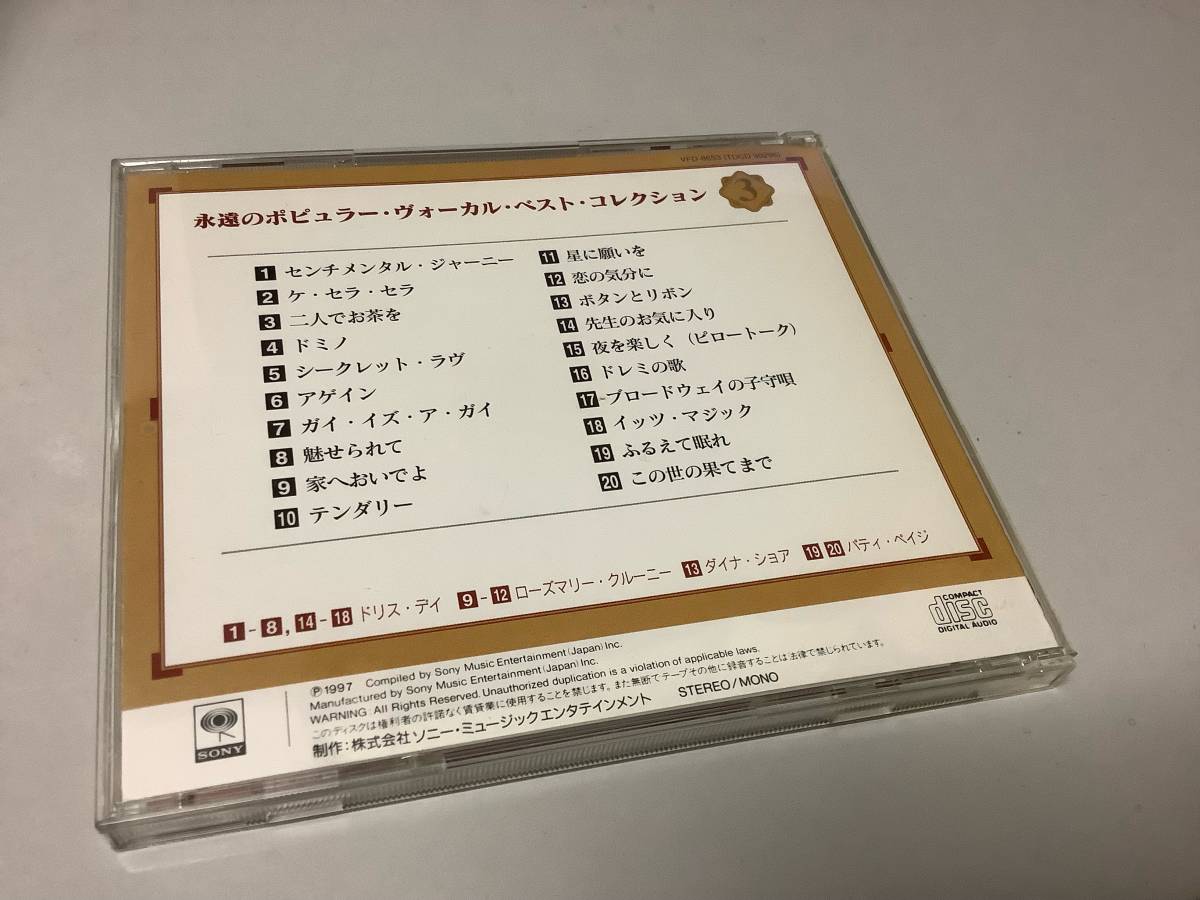 VFD-8653 (TDCD 90296)
永遠のポピュラー・ヴォーカル・ベスト・コレクション 3
1 センチメンタル・ジャーニー
2 ケ・セラ・セラ
3 二人でお茶を
4 ドミノ
5 シークレット・ラヴ
6 アゲイン
7 ガイ・イズ・ア・ガイ
8 魅せられて
9 家へおいでよ
10 テンダリー
11 星に願いを
12 恋の気分に
13 ボタンとリボン
14 先生のお気に入り
15 夜を楽しく（ピロートーク）
16 ドレミの歌
17 ブロードウェイの子守唄
18 イッツ・マジック
19 ふるえて眠れ
20 この世の果てまで
1-8,14-18 ドリス・デイ 9-12 ローズマリー・クルーニー 13 ダイナ・ショア 19 20 パティ・ペイジ
COMPACT
disc
DIGITAL AUDIO
SONY
Ⓟ1997 Compiled by Sony Music Entertainment (Japan) Inc.
Manufactured by Sony Music Entertainment (Japan) Inc.
WARNING: All Rights Reserved. Unauthorized duplication is a violation of applicable laws.
このディスクは権利者の許諾なく賃貸業に使用することを禁じます。また無断でテープその他に録音することは法律で禁じられています。
制作：株式会社ソニー・ミュージックエンタテインメント STEREO/MONO